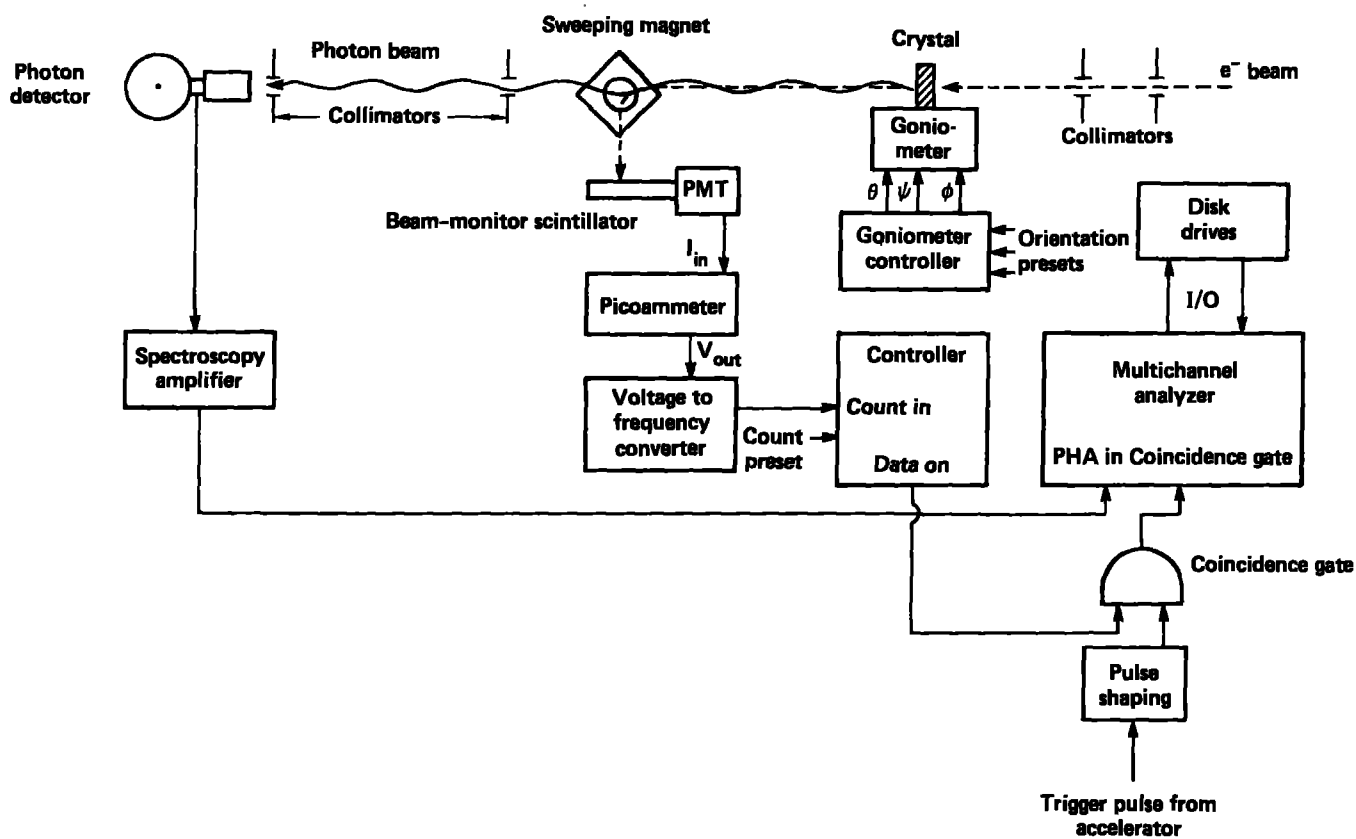 Sweeping magnet
Crystal
Photon beam
Photon
detector
e⁻ beam
Collimators
Collimators
Gonio-
meter
PMT
θ ψ ϕ
Beam-monitor scintillator
Disk
drives
Goniometer
controller
Orientation
presets
I_in
Picoammeter
I/O
V_out
Spectroscopy
amplifier
Controller
Multichannel
analyzer
Voltage to
frequency
converter
Count in
Count
preset
Data on
PHA in Coincidence gate
Coincidence gate
Pulse
shaping
Trigger pulse from
accelerator